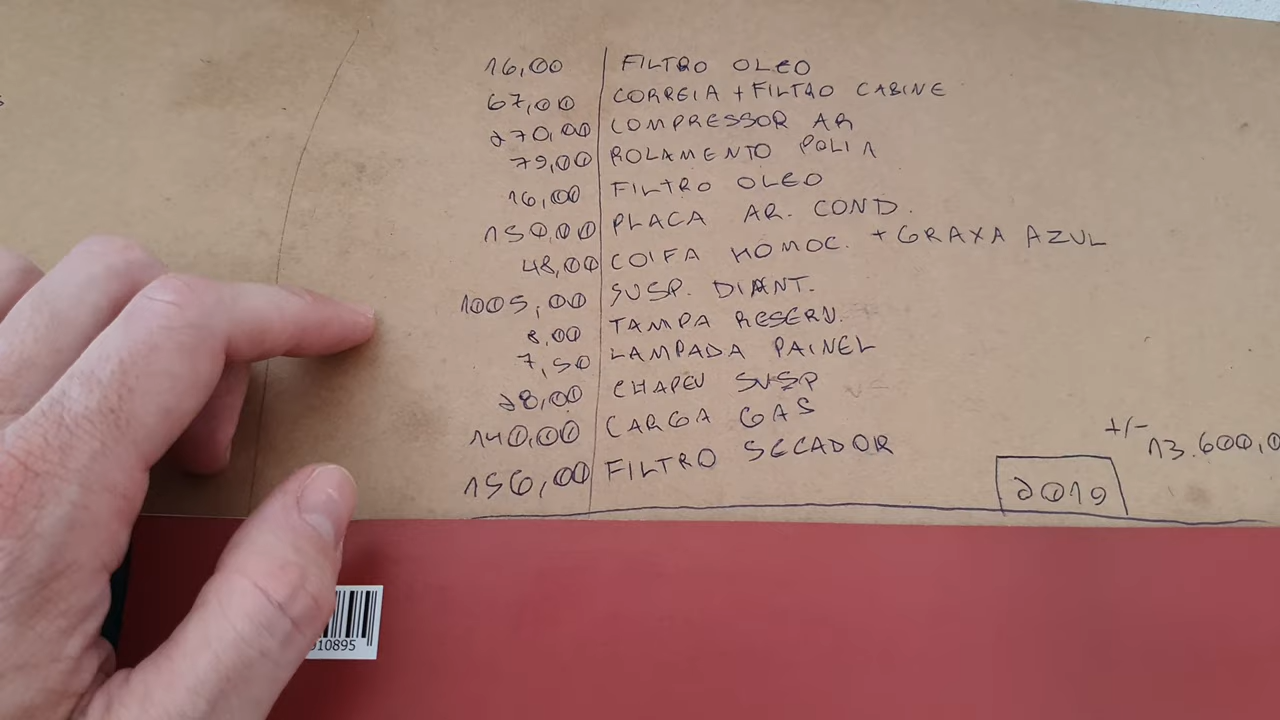 16,00 FILTRO OLEO
67,00 CORREIA + FILTRO CABINE
270,00 COMPRESSOR AR
79,00 ROLAMENTO POLIA
16,00 FILTRO OLEO
150,00 PLACA AR. COND.
48,00 COIFA HOMOC. + GRAXA AZUL
1005,00 SUSP. DIANT.
8,00 TAMPA RESERV.
7,50 LAMPADA PAINEL
28,00 CHAPEU SUSP
140,00 CARGA GAS
156,00 FILTRO SECADOR
+/- 13.600,0
2019
10895